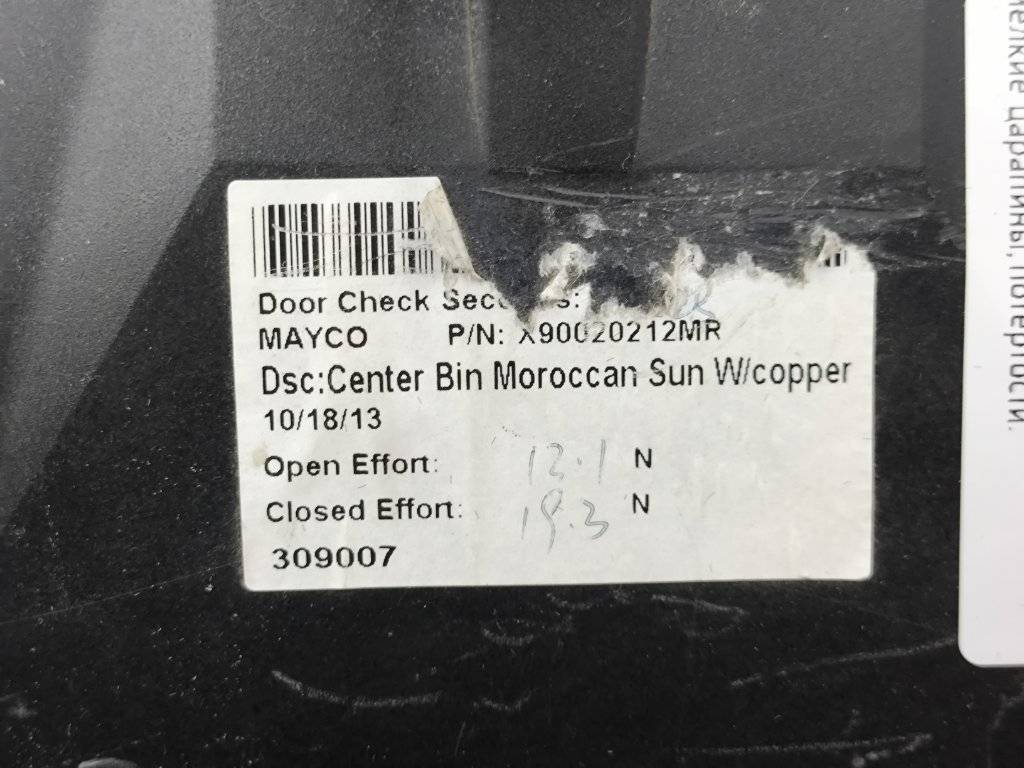 Door Check Seconds:
MAYCO P/N: X90020212MR
Dsc:Center Bin Moroccan Sun W/copper
10/18/13
Open Effort: 12.1 N
Closed Effort: 19.3 N
309007
мелкие царапины, потертости.